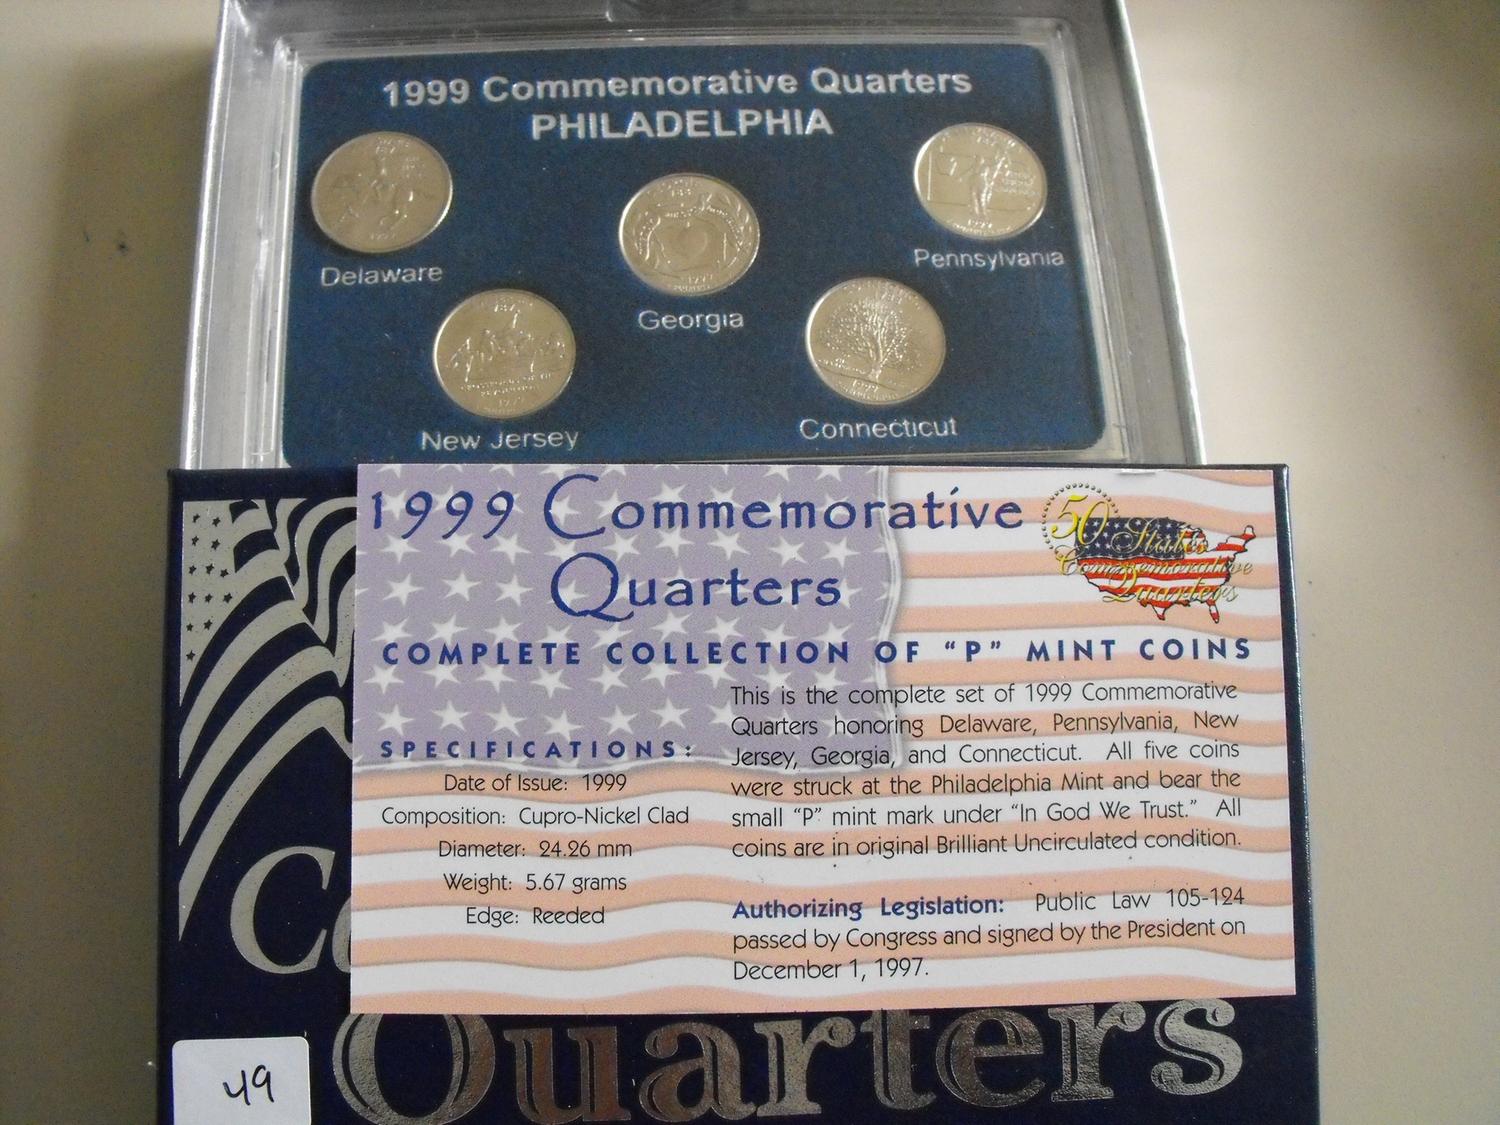 1999 Commemorative Quarters
PHILADELPHIA
Delaware
Georgia
Pennsylvania
New Jersey
Connecticut
1999 Commemorative
Quarters
50 States
Commemorative
Quarters
COMPLETE COLLECTION OF "P" MINT COINS
SPECIFICATIONS:
Date of Issue: 1999
Composition: Cupro-Nickel Clad
Diameter: 24.26 mm
Weight: 5.67 grams
Edge: Reeded
This is the complete set of 1999 Commemorative
Quarters honoring Delaware, Pennsylvania, New
Jersey, Georgia, and Connecticut. All five coins
were struck at the Philadelphia Mint and bear the
small "P" mint mark under "In God We Trust." All
coins are in original Brilliant Uncirculated condition.
Authorizing Legislation: Public Law 105-124
passed by Congress and signed by the President on
December 1, 1997.
Quarters
49